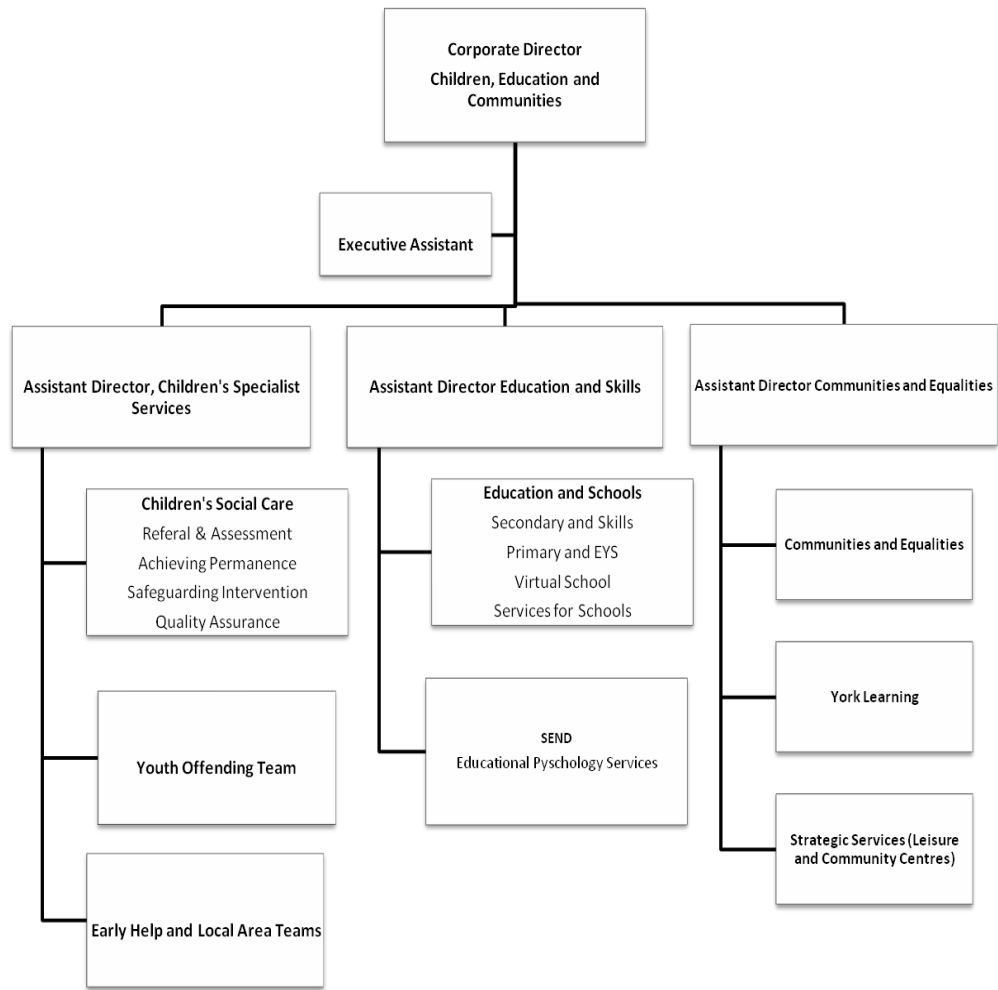 Corporate Director
Children, Education and
Communities
Executive Assistant
Assistant Director, Children's Specialist
Services
Assistant Director Education and Skills
Assistant Director Communities and Equalities
Children's Social Care
Referal & Assessment
Achieving Permanence
Safeguarding Intervention
Quality Assurance
Education and Schools
Secondary and Skills
Primary and EYS
Virtual School
Services for Schools
Communities and Equalities
Youth Offending Team
SEND
Educational Pyschology Services
York Learning
Early Help and Local Area Teams
Strategic Services (Leisure
and Community Centres)